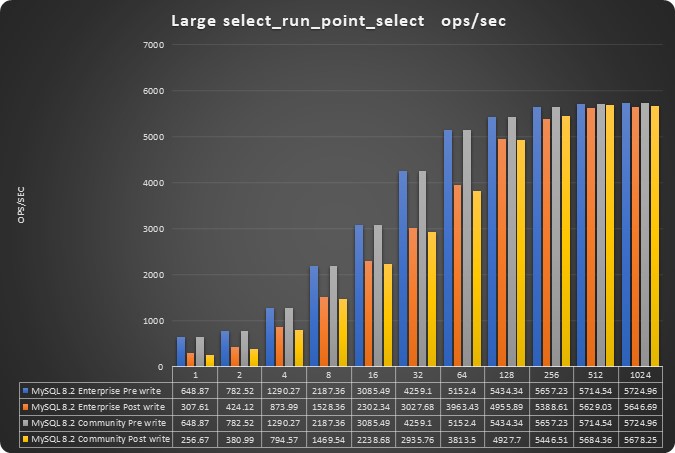 Large select_run_point_select ops/sec
7000
6000
5000
4000
3000
2000
1000
0
OPS/SEC
1 2 4 8 16 32 64 128 256 512 1024
MySQL 8.2 Enterprise Pre write 648.87 782.52 1290.27 2187.36 3085.49 4259.1 5152.4 5434.34 5657.23 5714.54 5724.96
MySQL 8.2 Enterprise Post write 307.61 424.12 873.99 1528.36 2302.34 3027.68 3963.43 4955.89 5388.61 5629.03 5646.69
MySQL 8.2 Community Pre write 648.87 782.52 1290.27 2187.36 3085.49 4259.1 5152.4 5434.34 5657.23 5714.54 5724.96
MySQL 8.2 Community Post write 256.67 380.99 794.57 1469.54 2238.68 2935.76 3813.5 4927.7 5446.51 5684.36 5678.25